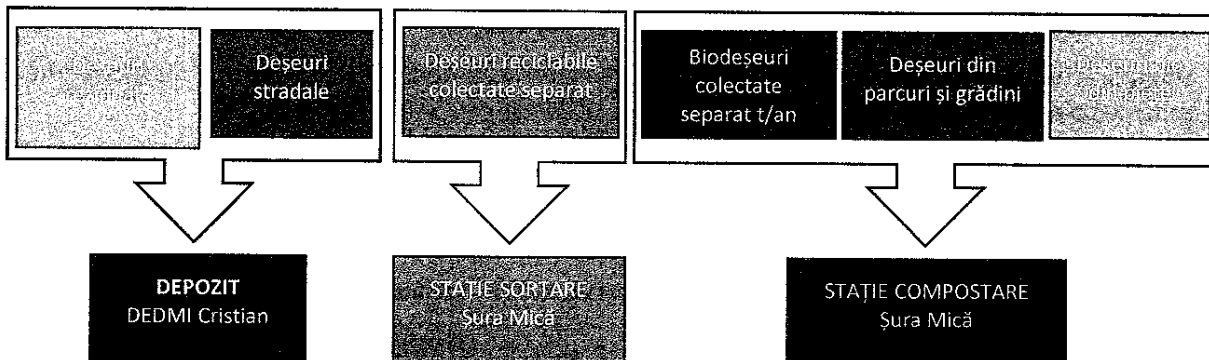 Deșeuri
stradale
Deșeuri reciclabile
colectate separat
Biodeșeuri
colectate
separat t/an
Deșeuri din
parcuri și grădini
Deșeuri
DEPOZIT
DEDMI Cristian
STAȚIE SORTARE
Șura Mică
STAȚIE COMPOSTARE
Șura Mică